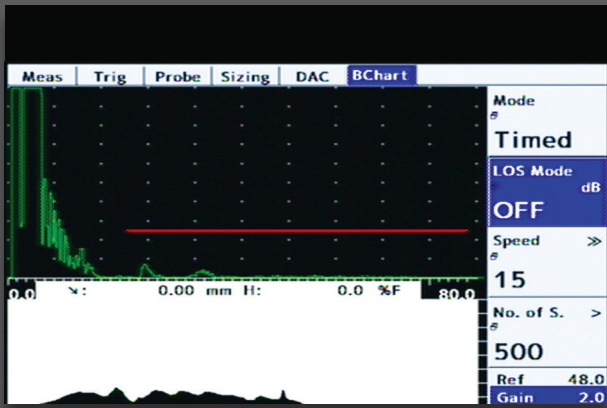 Meas Trig Probe Sizing DAC BChart
Mode
Timed
LOS Mode
dB
OFF
Speed >>
15
No. of S. >
500
Ref 48.0
Gain 2.0
0.0 ↘: 0.00 mm H: 0.0 %F 80.0